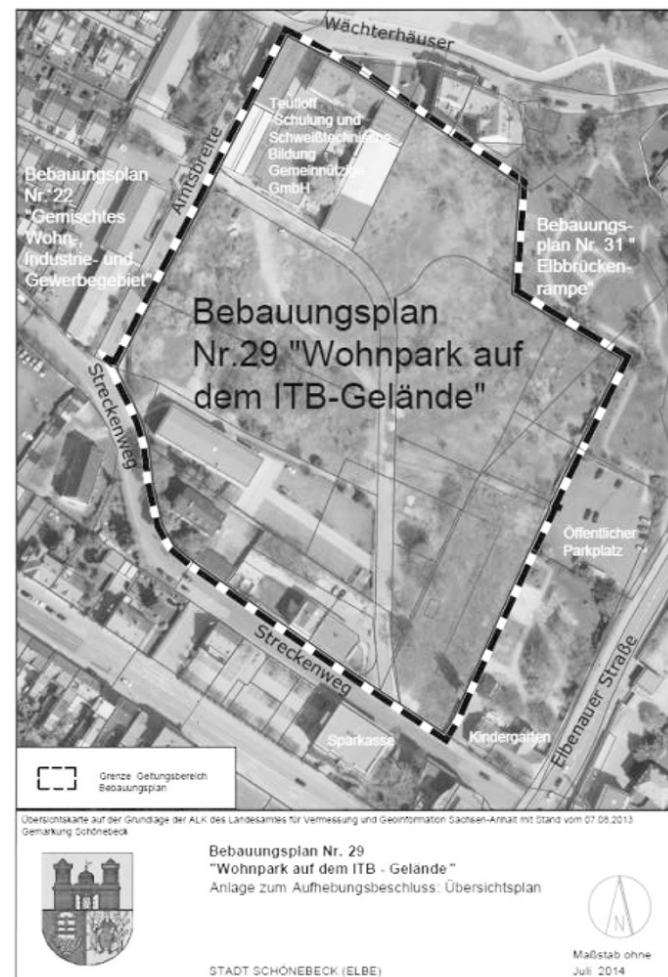 Wächterhäuser
Teutloff
Schulung und
Schweißtechnische
Bildung
Gemeinnützige
GmbH
Amtsbreite
Bebauungsplan
Nr. 22
"Gemischtes
Wohn-,
Industrie- und
Gewerbegebiet"
Bebauungs-
plan Nr. 31 "
Elbbrücken-
rampe"
Bebauungsplan
Nr.29 "Wohnpark auf
dem ITB-Gelände"
Streckenweg
Öffentlicher
Parkplatz
Streckenweg
Elbenauer Straße
Sparkasse
Kindergarten
Grenze Geltungsbereich
Bebauungsplan
Übersichtskarte auf der Grundlage der ALK des Landesamtes für Vermessung und Geoinformation Sachsen-Anhalt mit Stand vom 07.08.2013
Gemarkung Schönebeck
Bebauungsplan Nr. 29
"Wohnpark auf dem ITB - Gelände"
Anlage zum Aufhebungsbeschluss: Übersichtsplan
N
STADT SCHÖNEBECK (ELBE)
Maßstab ohne
Juli 2014